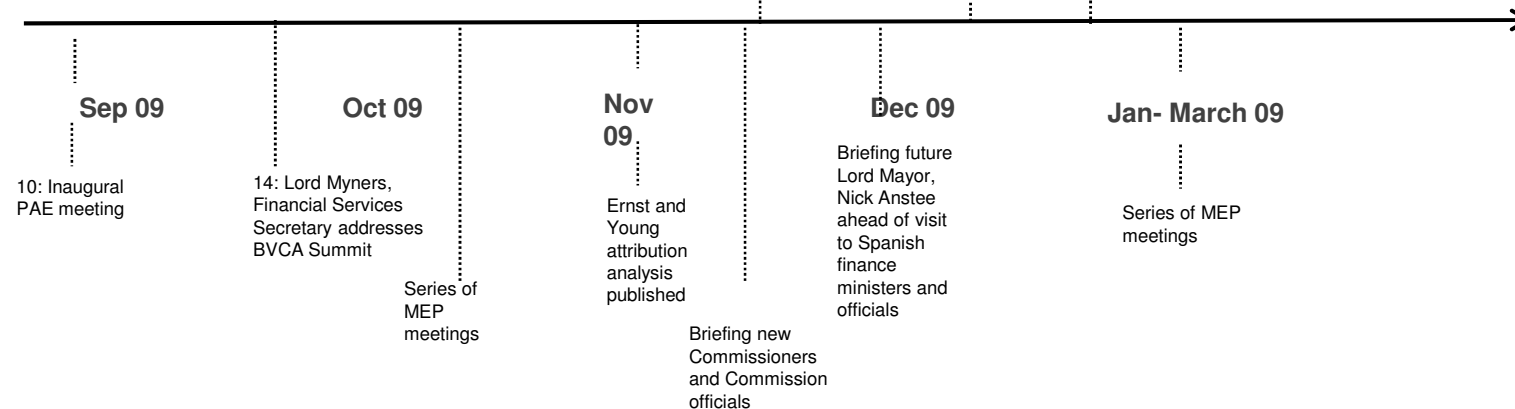 Sep 09
Oct 09
Nov
09
Dec 09
Jan- March 09
10: Inaugural
PAE meeting
14: Lord Myners,
Financial Services
Secretary addresses
BVCA Summit
Series of
MEP
meetings
Ernst and
Young
attribution
analysis
published
Briefing new
Commissioners
and Commission
officials
Briefing future
Lord Mayor,
Nick Anstee
ahead of visit
to Spanish
finance
ministers and
officials
Series of MEP
meetings